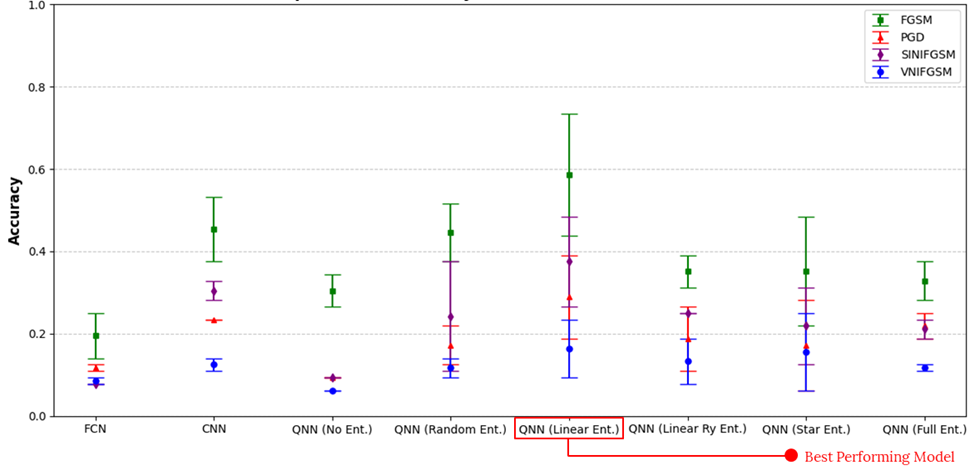 1.0
FGSM
PGD
SINIFGSM
VNIFGSM
0.8
0.6
0.4
0.2
0.0
Accuracy
FCN
CNN
QNN (No Ent.)
QNN (Random Ent.)
QNN (Linear Ent.)
QNN (Linear Ry Ent.)
QNN (Star Ent.)
QNN (Full Ent.)
Best Performing Model